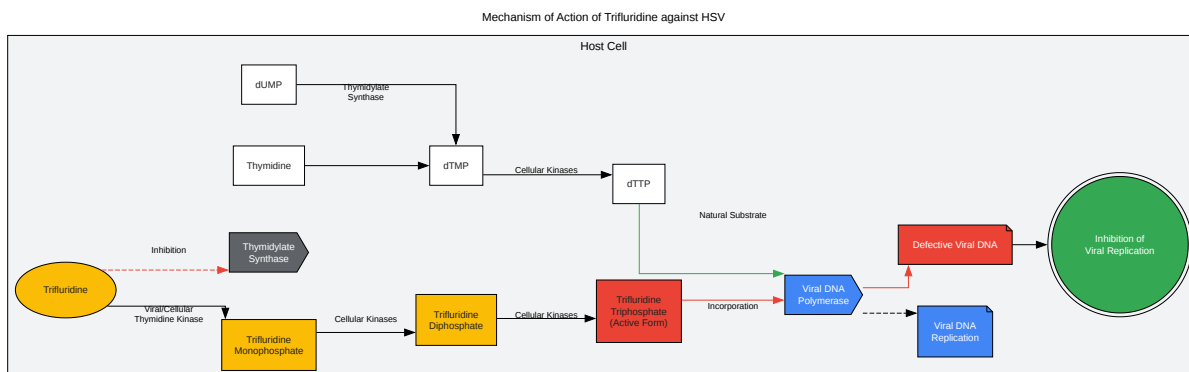 Mechanism of Action of Trifluridine against HSV
Host Cell
dUMP
Thymidylate
Synthase
Thymidine
dTMP
Cellular Kinases
dTTP
Natural Substrate
Inhibition
Thymidylate
Synthase
Trifluridine
Viral/Cellular
Thymidine Kinase
Trifluridine
Monophosphate
Cellular Kinases
Trifluridine
Diphosphate
Cellular Kinases
Trifluridine
Triphosphate
(Active Form)
Incorporation
Viral DNA
Polymerase
Defective Viral DNA
Viral DNA
Replication
Inhibition of
Viral Replication